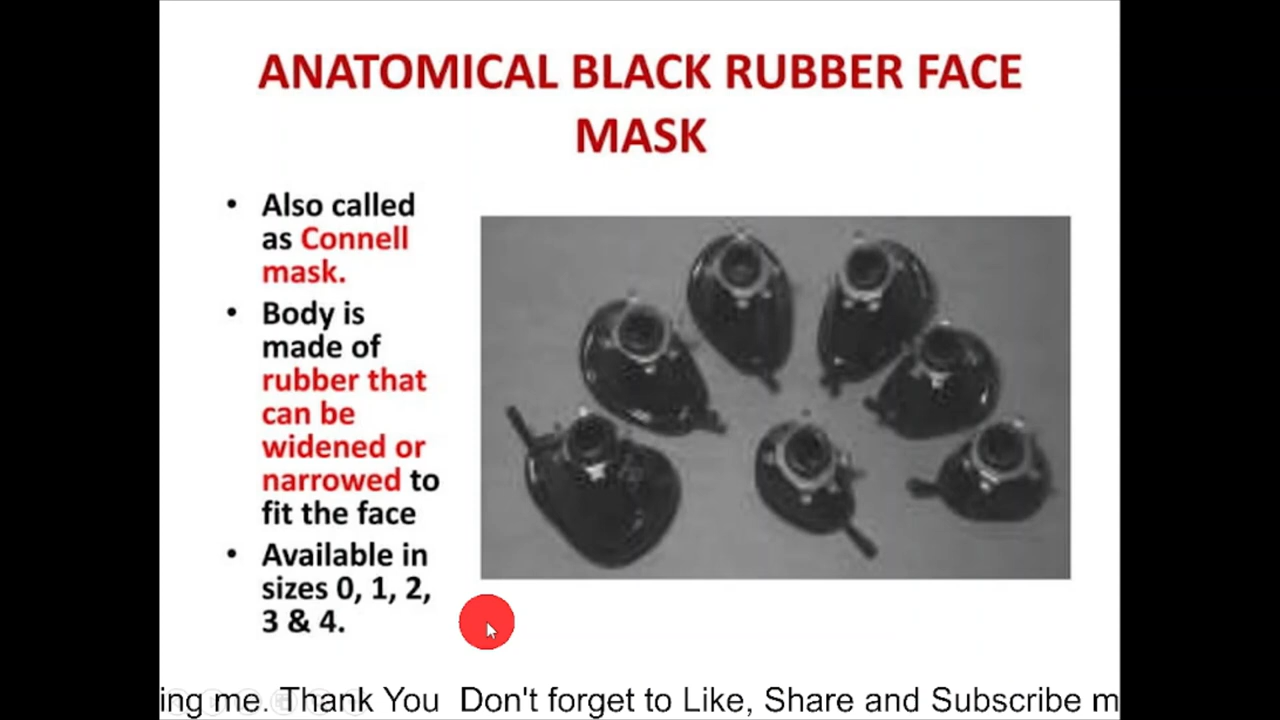 ANATOMICAL BLACK RUBBER FACE
MASK
• Also called
as Connell
mask.
• Body is
made of
rubber that
can be
widened or
narrowed to
fit the face
• Available in
sizes 0, 1, 2,
3 & 4.
ing me. Thank You Don't forget to Like, Share and Subscribe m